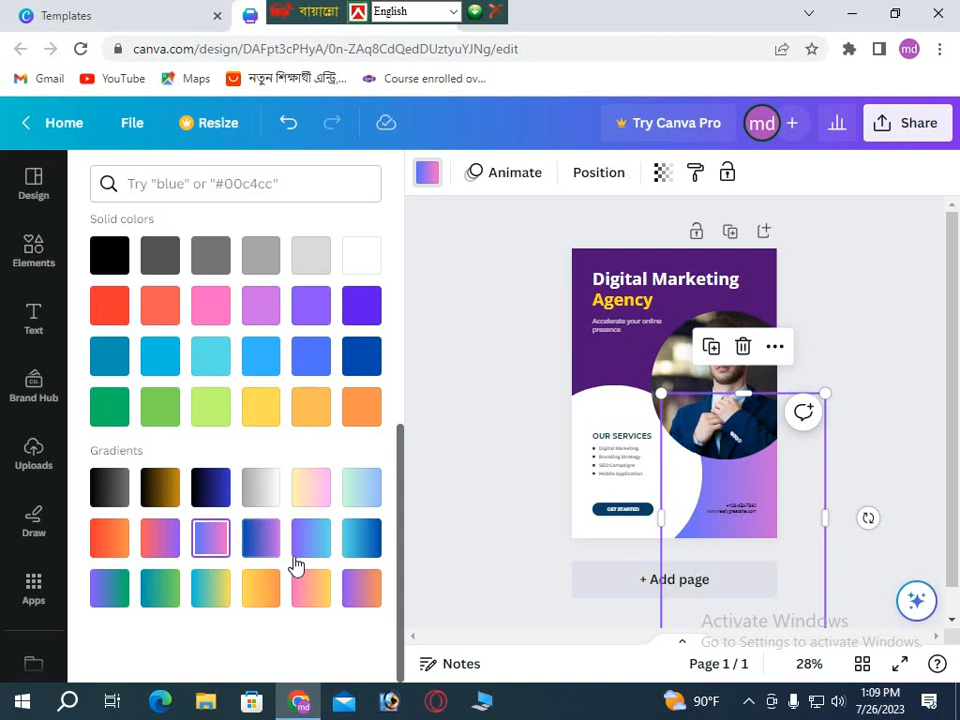 Templates
বায়ান্নো
English
canva.com/design/DAFpt3cPHyA/0n-ZAq8CdQedDUztyuYJNg/edit
md
Gmail
YouTube
Maps
নতুন শিক্ষার্থী এন্ট্রি,...
Course enrolled ov...
Home
File
Resize
Try Canva Pro
md
Share
Try "blue" or "#00c4cc"
Animate
Position
Design
Elements
Text
Brand Hub
Uploads
Draw
Apps
Solid colors
Gradients
Digital Marketing
Agency
Accelerate your online
presence
OUR SERVICES
Digital Marketing
Branding Strategy
SEO Campaigns
Mobile Application
GET STARTED
+ Add page
Activate Windows
Go to Settings to activate Windows.
Notes
Page 1 / 1
28%
90°F
1:09 PM
7/26/2023